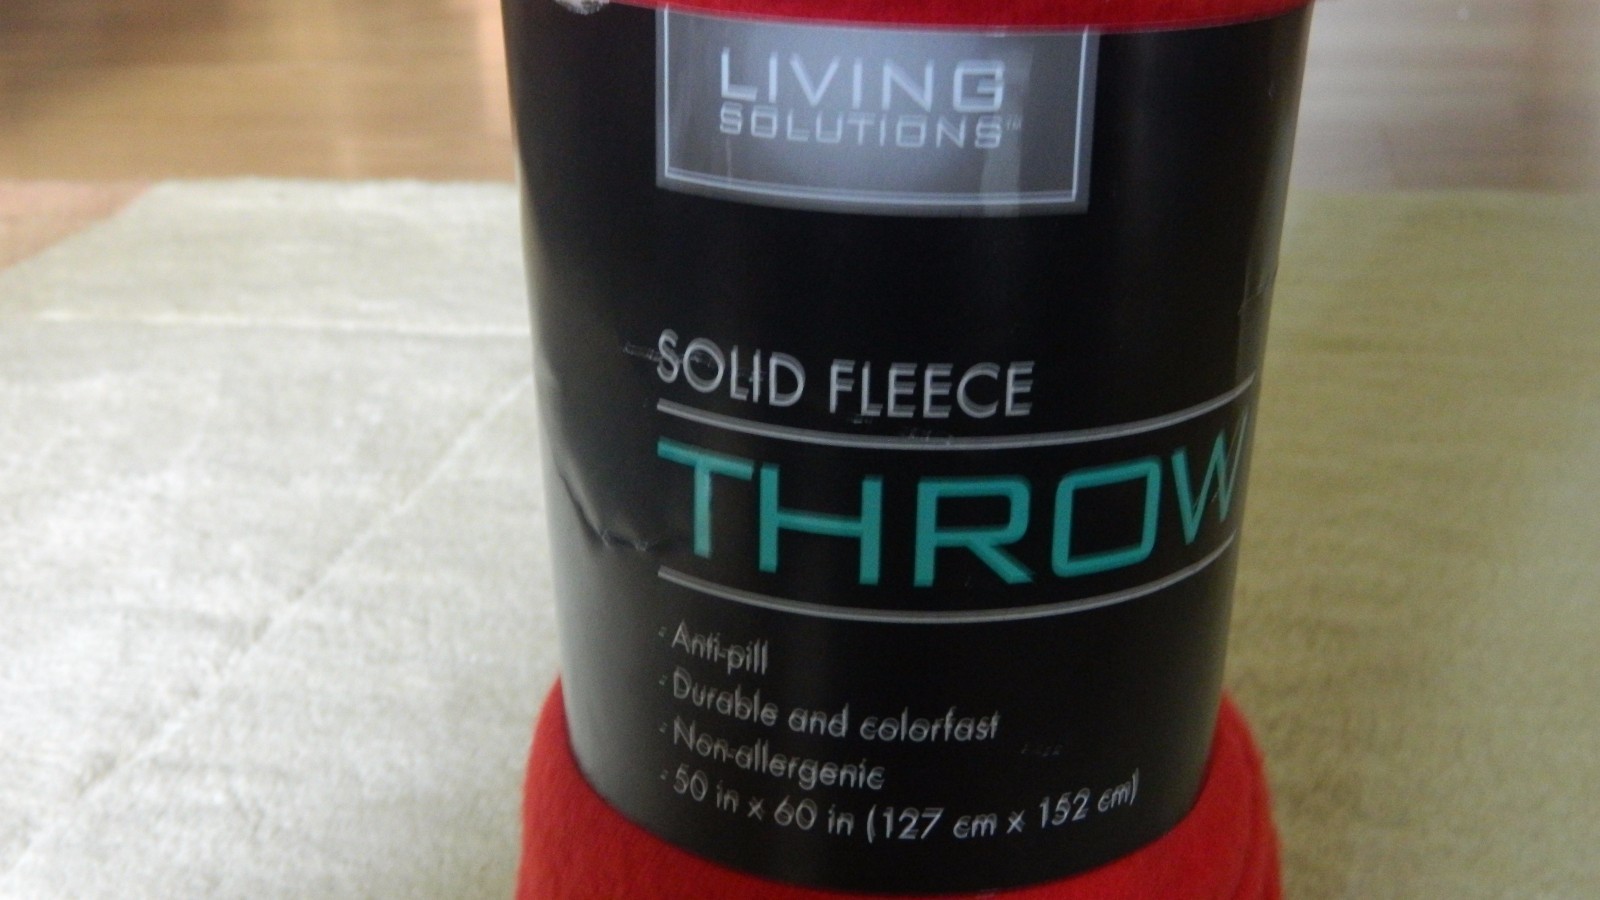 LIVING
SOLUTIONS™
SOLID FLEECE
THROW
- Anti-pill
- Durable and colorfast
- Non-allergenic
- 50 in x 60 in (127 cm x 152 cm)